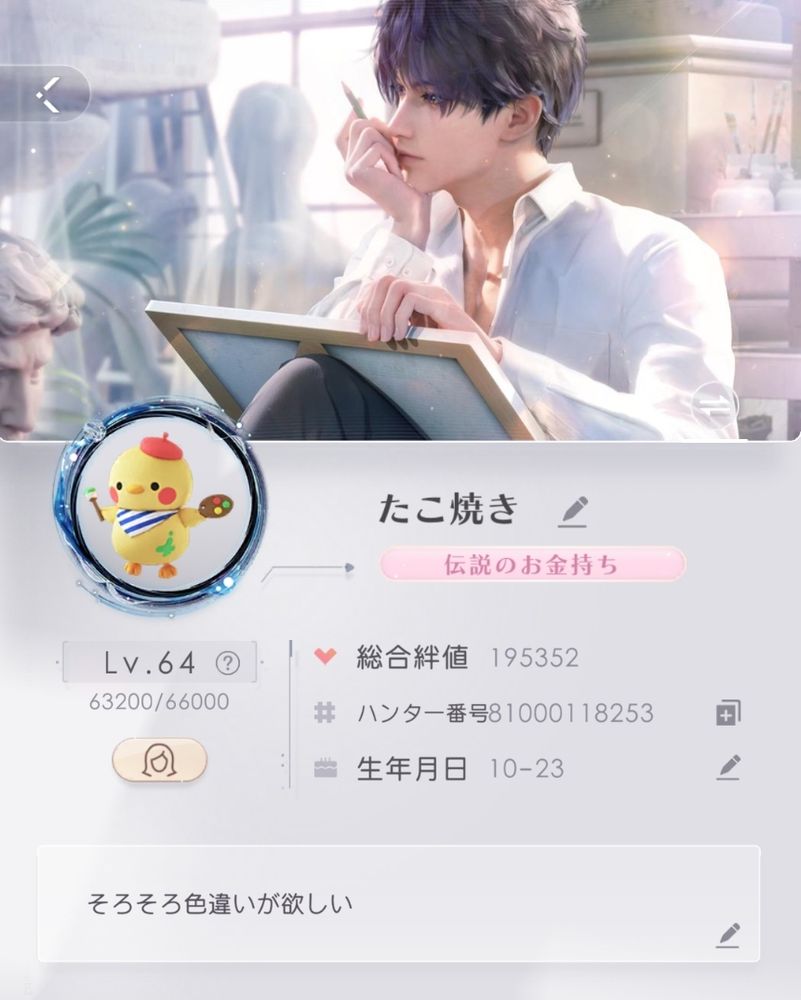 たこ焼き
伝説のお金持ち
Lv.64 ?
63200/66000
総合絆値 195352
ハンター番号81000118253
生年月日 10-23
そろそろ色違いが欲しい